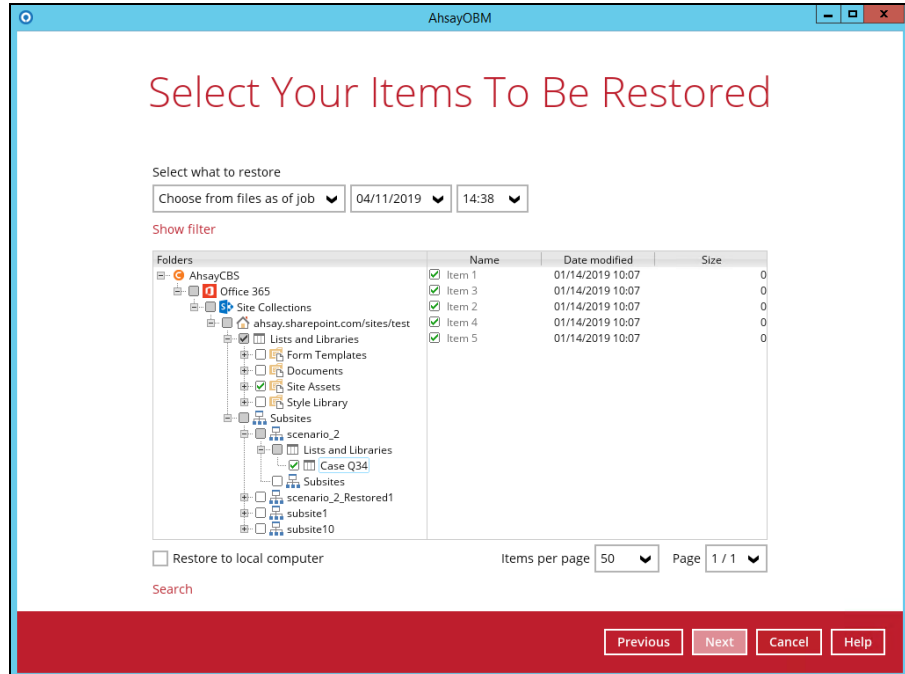 AhsayOBM
Select Your Items To Be Restored
Select what to restore
Choose from files as of job 04/11/2019 14:38
Show filter
Folders Name Date modified Size
AhsayCBS Item 1 01/14/2019 10:07 0
Office 365 Item 3 01/14/2019 10:07 0
Site Collections Item 2 01/14/2019 10:07 0
ahsay.sharepoint.com/sites/test Item 4 01/14/2019 10:07 0
Lists and Libraries Item 5 01/14/2019 10:07 0
Form Templates
Documents
Site Assets
Style Library
Subsites
scenario_2
Lists and Libraries
Case Q34
Subsites
scenario_2_Restored1
subsite1
subsite10
Restore to local computer Items per page 50 Page 1 / 1
Search
Previous Next Cancel Help